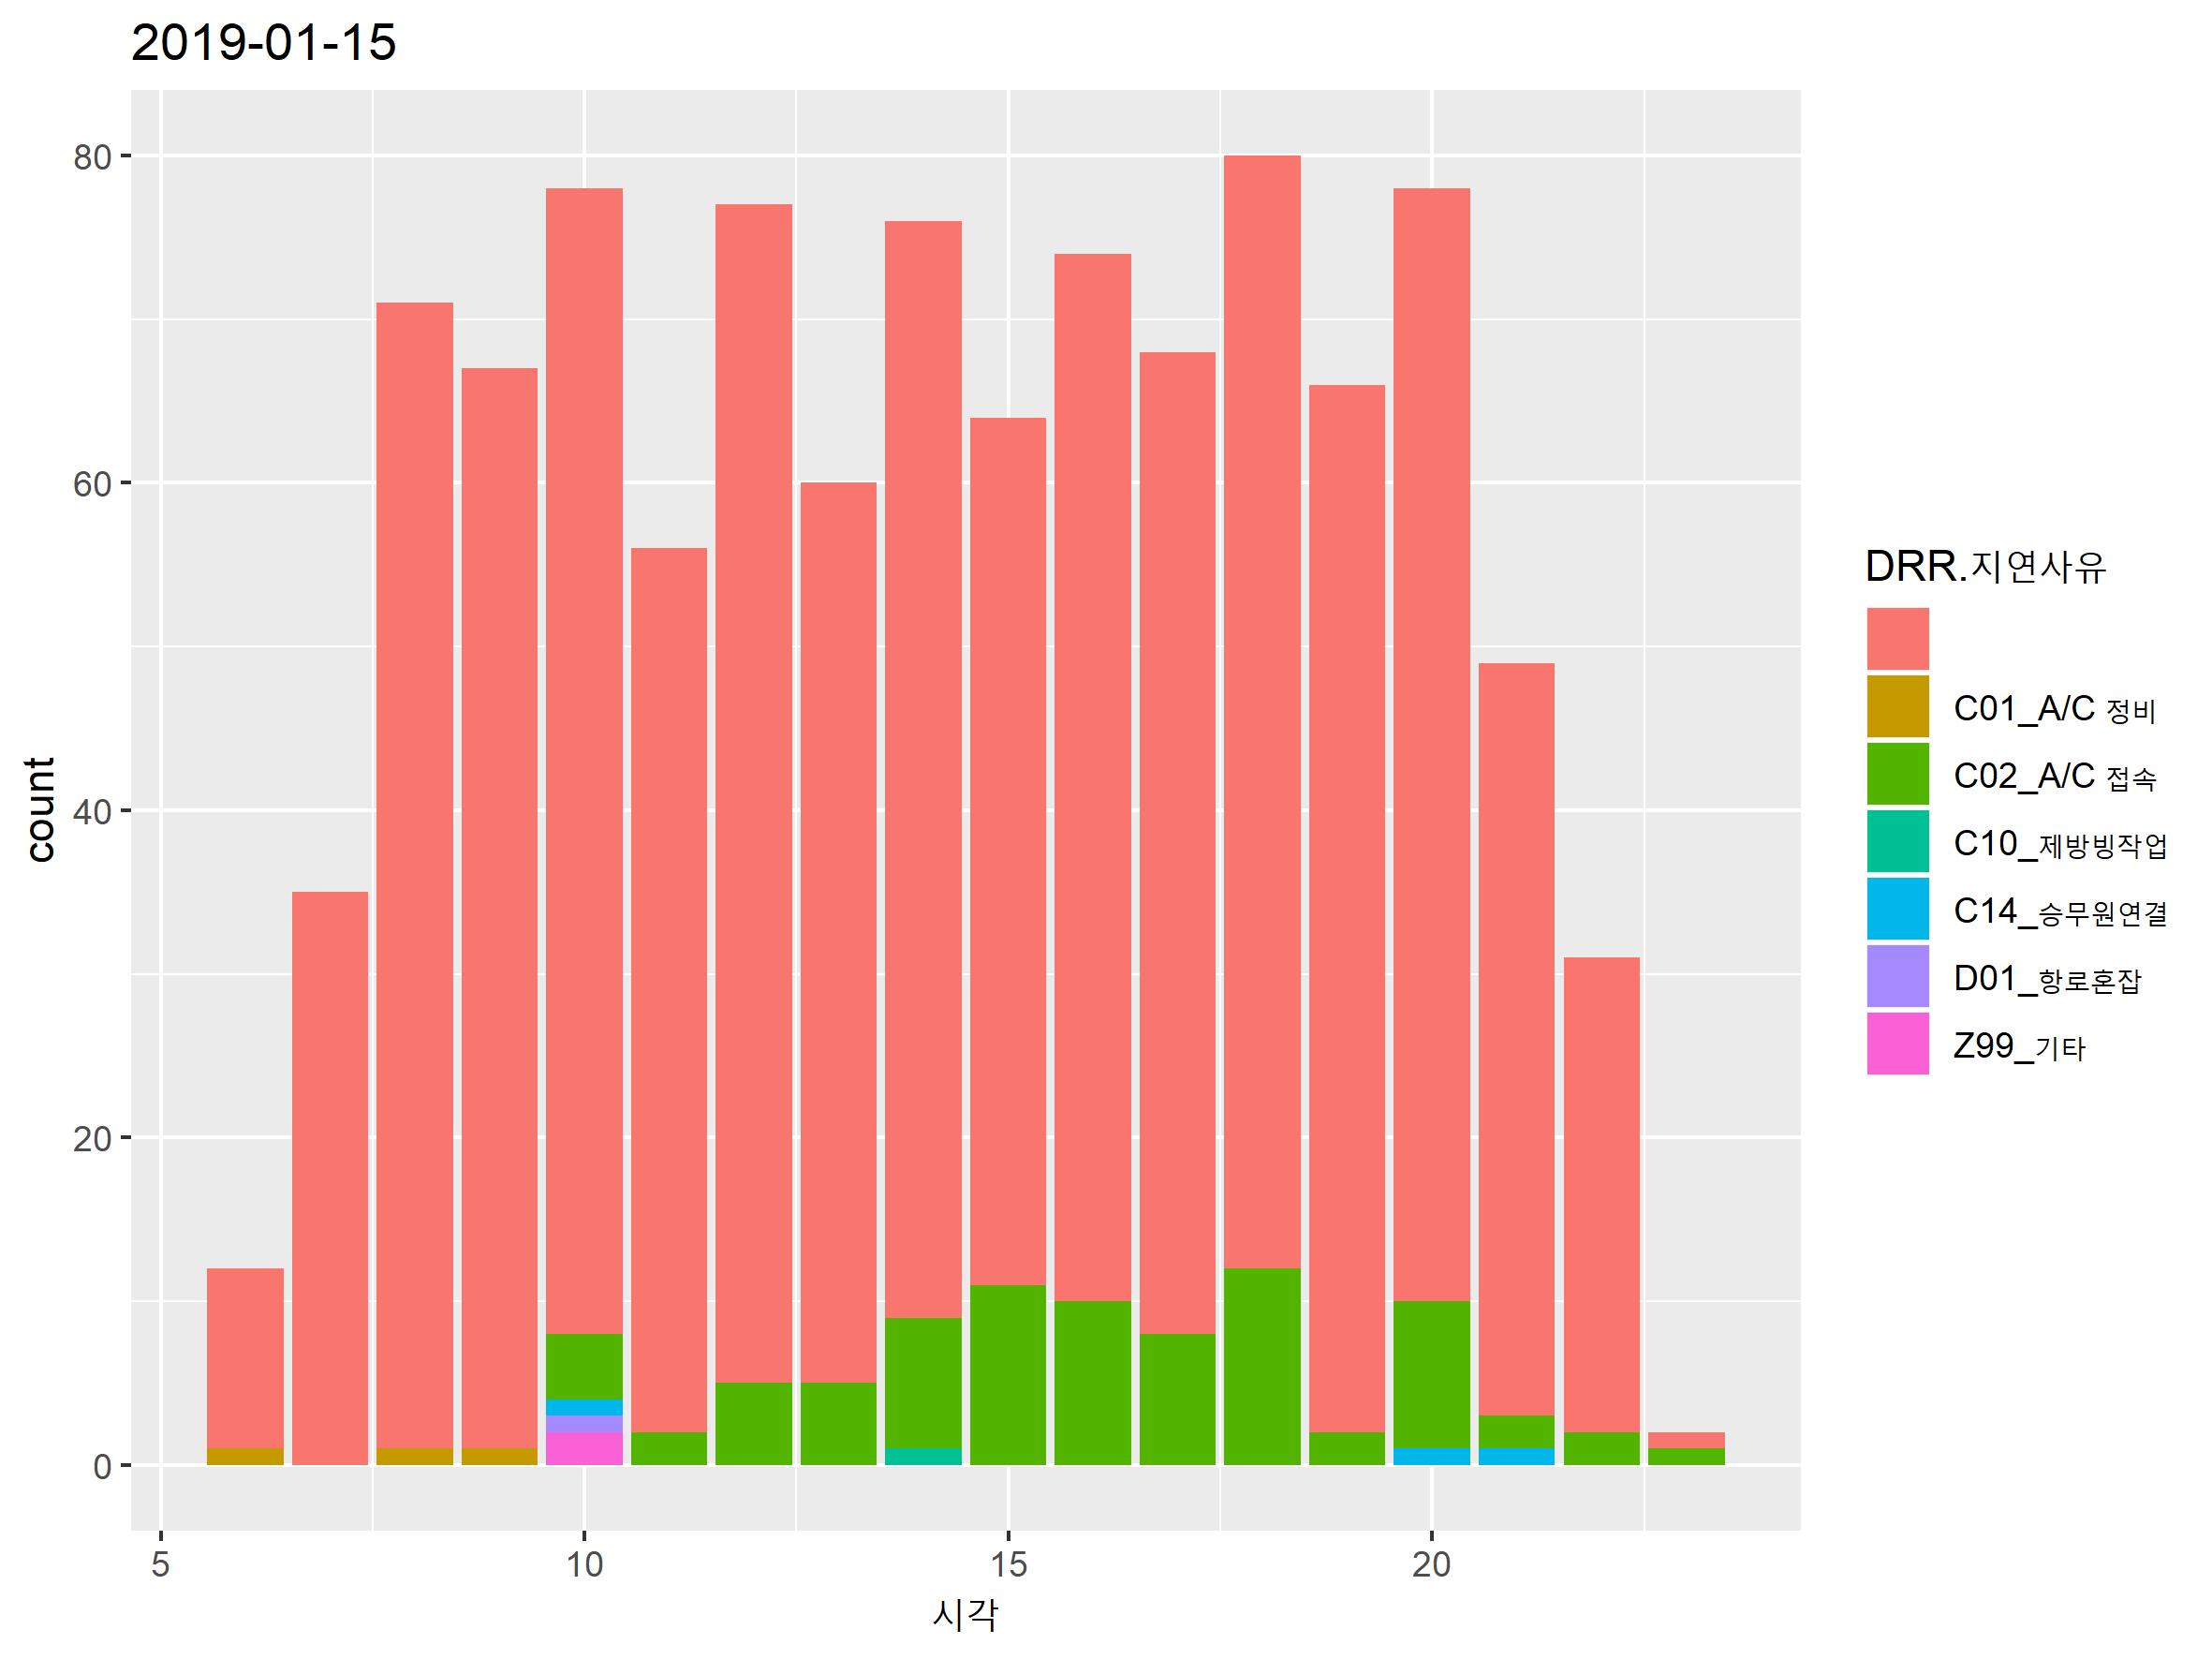 2019-01-15
80
60
40
20
0
count
5 10 15 20
시각
DRR.지연사유
C01_A/C 정비
C02_A/C 접속
C10_제방빙작업
C14_승무원연결
D01_항로혼잡
Z99_기타